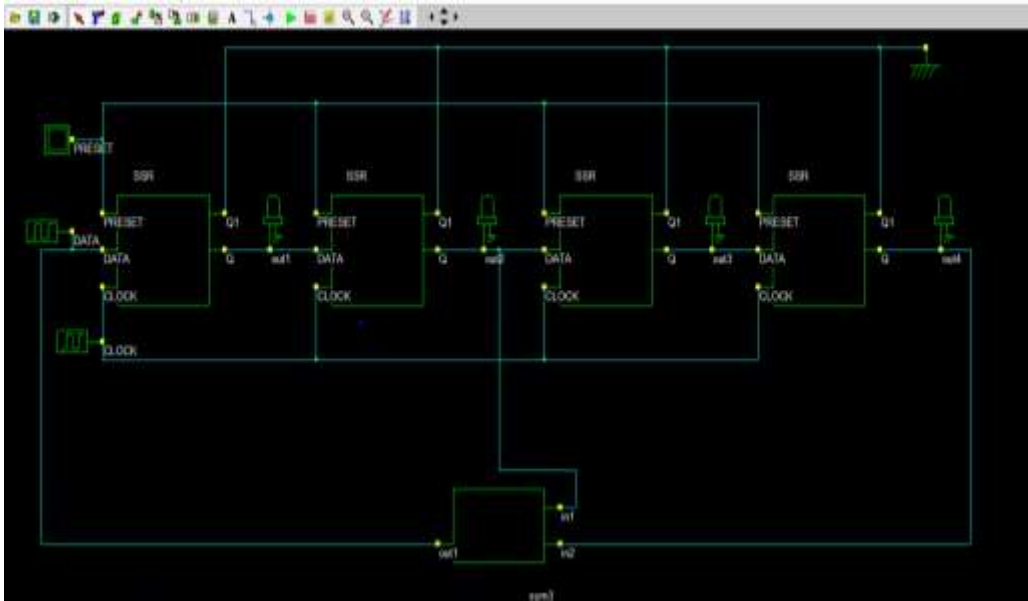 PRESET
SSR SSR SSR SSR
PRESET Q1 PRESET Q1 PRESET Q1 PRESET Q1
DATA
DATA Q out1 DATA Q out2 DATA Q out3 DATA Q out4
CLOCK CLOCK CLOCK CLOCK
CLOCK
in1
out1 in2